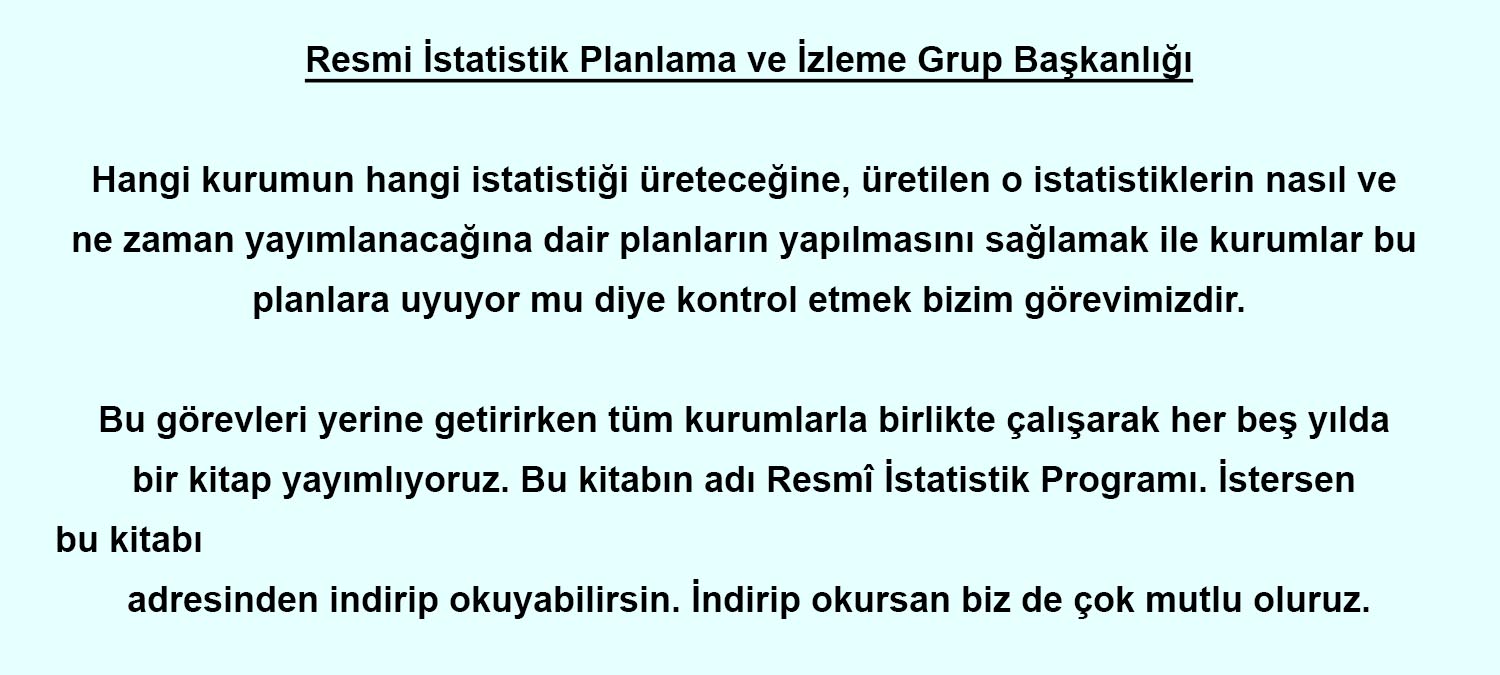 Resmi İstatistik Planlama ve İzleme Grup Başkanlığı
Hangi kurumun hangi istatistiği üreteceğine, üretilen o istatistiklerin nasıl ve
ne zaman yayımlanacağına dair planların yapılmasını sağlamak ile kurumlar bu
planlara uyuyor mu diye kontrol etmek bizim görevimizdir.
Bu görevleri yerine getirirken tüm kurumlarla birlikte çalışarak her beş yılda
bir kitap yayımlıyoruz. Bu kitabın adı Resmî İstatistik Programı. İstersen
bu kitabı
adresinden indirip okuyabilirsin. İndirip okursan biz de çok mutlu oluruz.